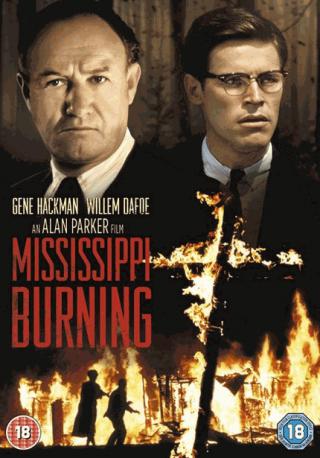 GENE HACKMAN WILLEM DAFOE
AN ALAN PARKER FILM
MISSISSIPPI
BURNING
18
18